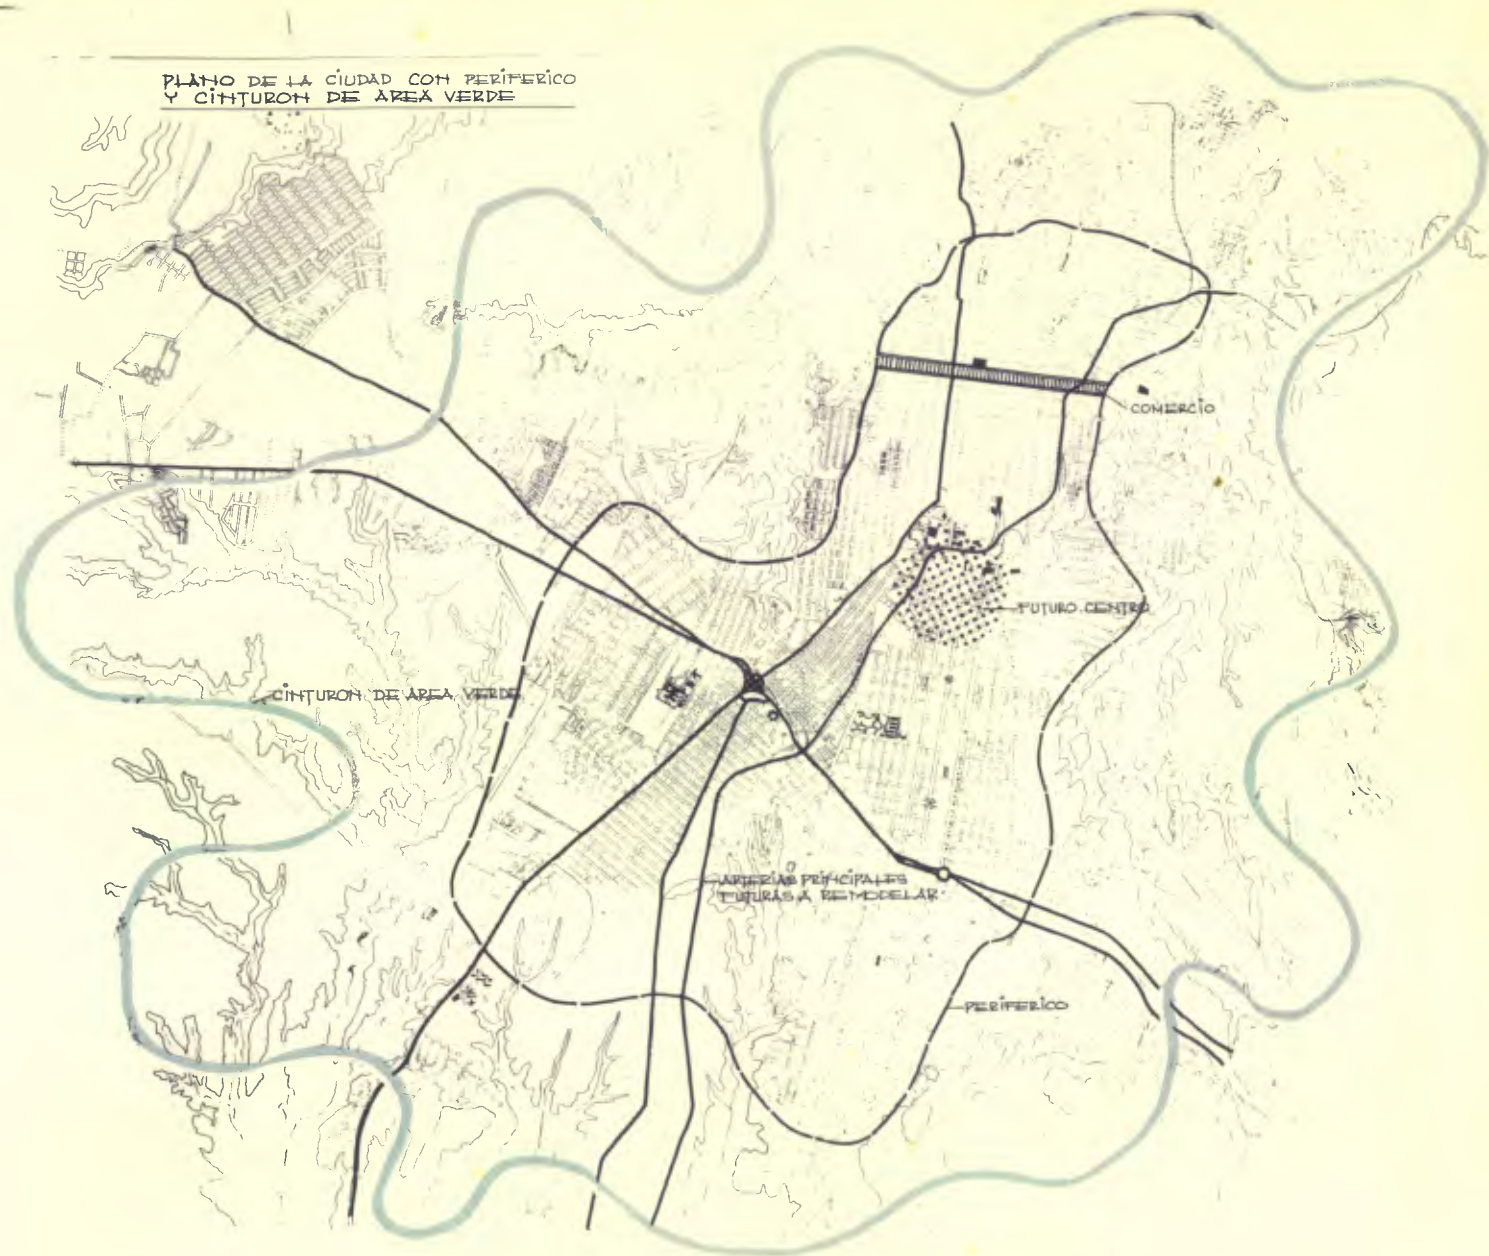 PLANO DE LA CIUDAD CON PERIFERICO
Y CINTURON DE AREA VERDE
COMERCIO
FUTURO CENTRO
CINTURON DE AREA VERDE
ARTERIAS PRINCIPALES
FUTURAS A REMODELAR
PERIFERICO